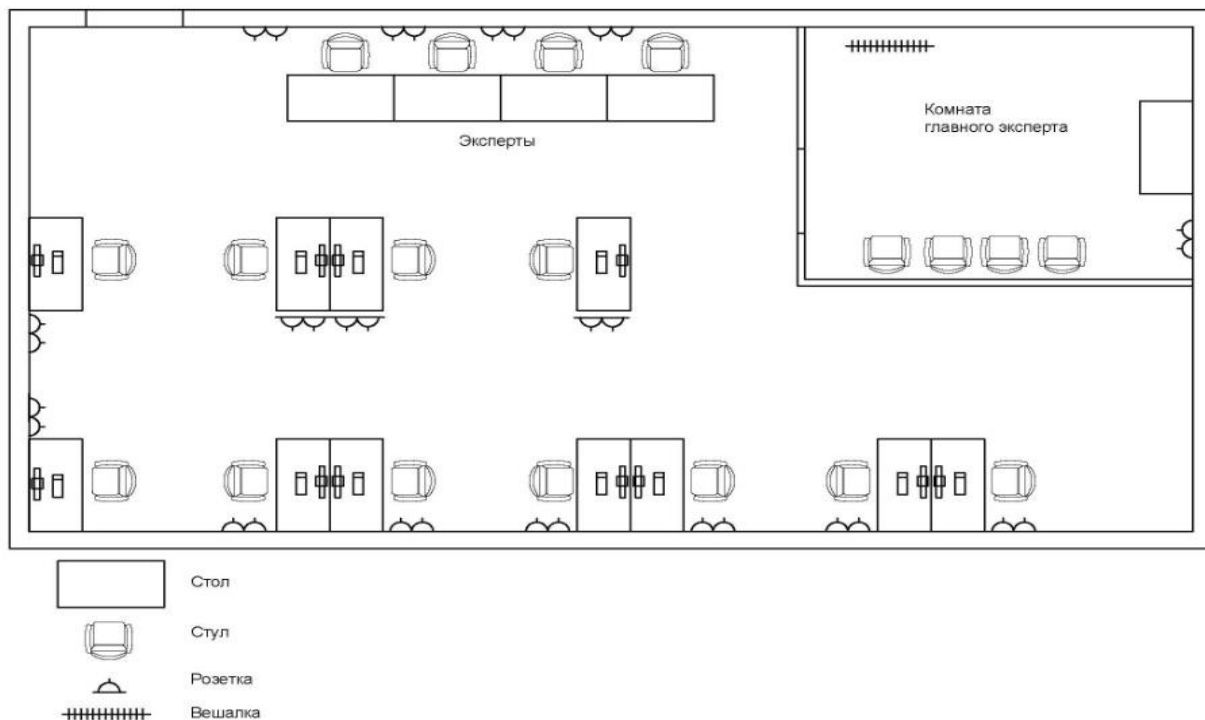 Эксперты
Комната
главного эксперта
Стол
Стул
Розетка
Вешалка